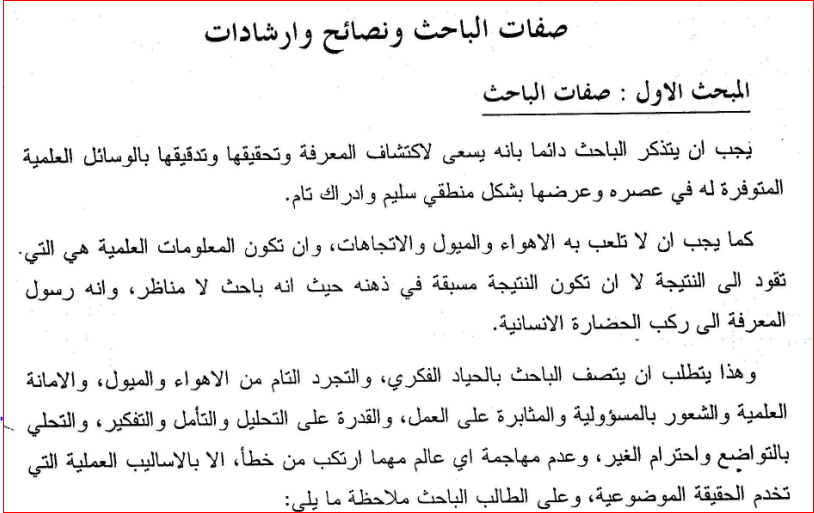 صفات الباحث ونصائح وارشادات
المبحث الاول : صفات الباحث
يجب ان يتذكر الباحث دائما بانه يسعى لاكتشاف المعرفة وتحقيقها وتدقيقها بالوسائل العلمية
المتوفرة له في عصره وعرضها بشكل منطقي سليم وادراك تام.
كما يجب ان لا تلعب به الاهواء والميول والاتجاهات، وان تكون المعلومات العلمية هي التي
تقود الى النتيجة لا ان تكون النتيجة مسبقة في ذهنه حيث انه باحث لا مناظر، وانه رسول
المعرفة الى ركب الحضارة الانسانية.
وهذا يتطلب ان يتصف الباحث بالحياد الفكري، والتجرد التام من الاهواء والميول، والامانة
العلمية والشعور بالمسؤولية والمثابرة على العمل، والقدرة على التحليل والتأمل والتفكير، والتحلي
بالتواضع واحترام الغير، وعدم مهاجمة اي عالم مهما ارتكب من خطأ، الا بالاساليب العملية التي
تخدم الحقيقة الموضوعية، وعلى الطالب الباحث ملاحظة ما يلي: